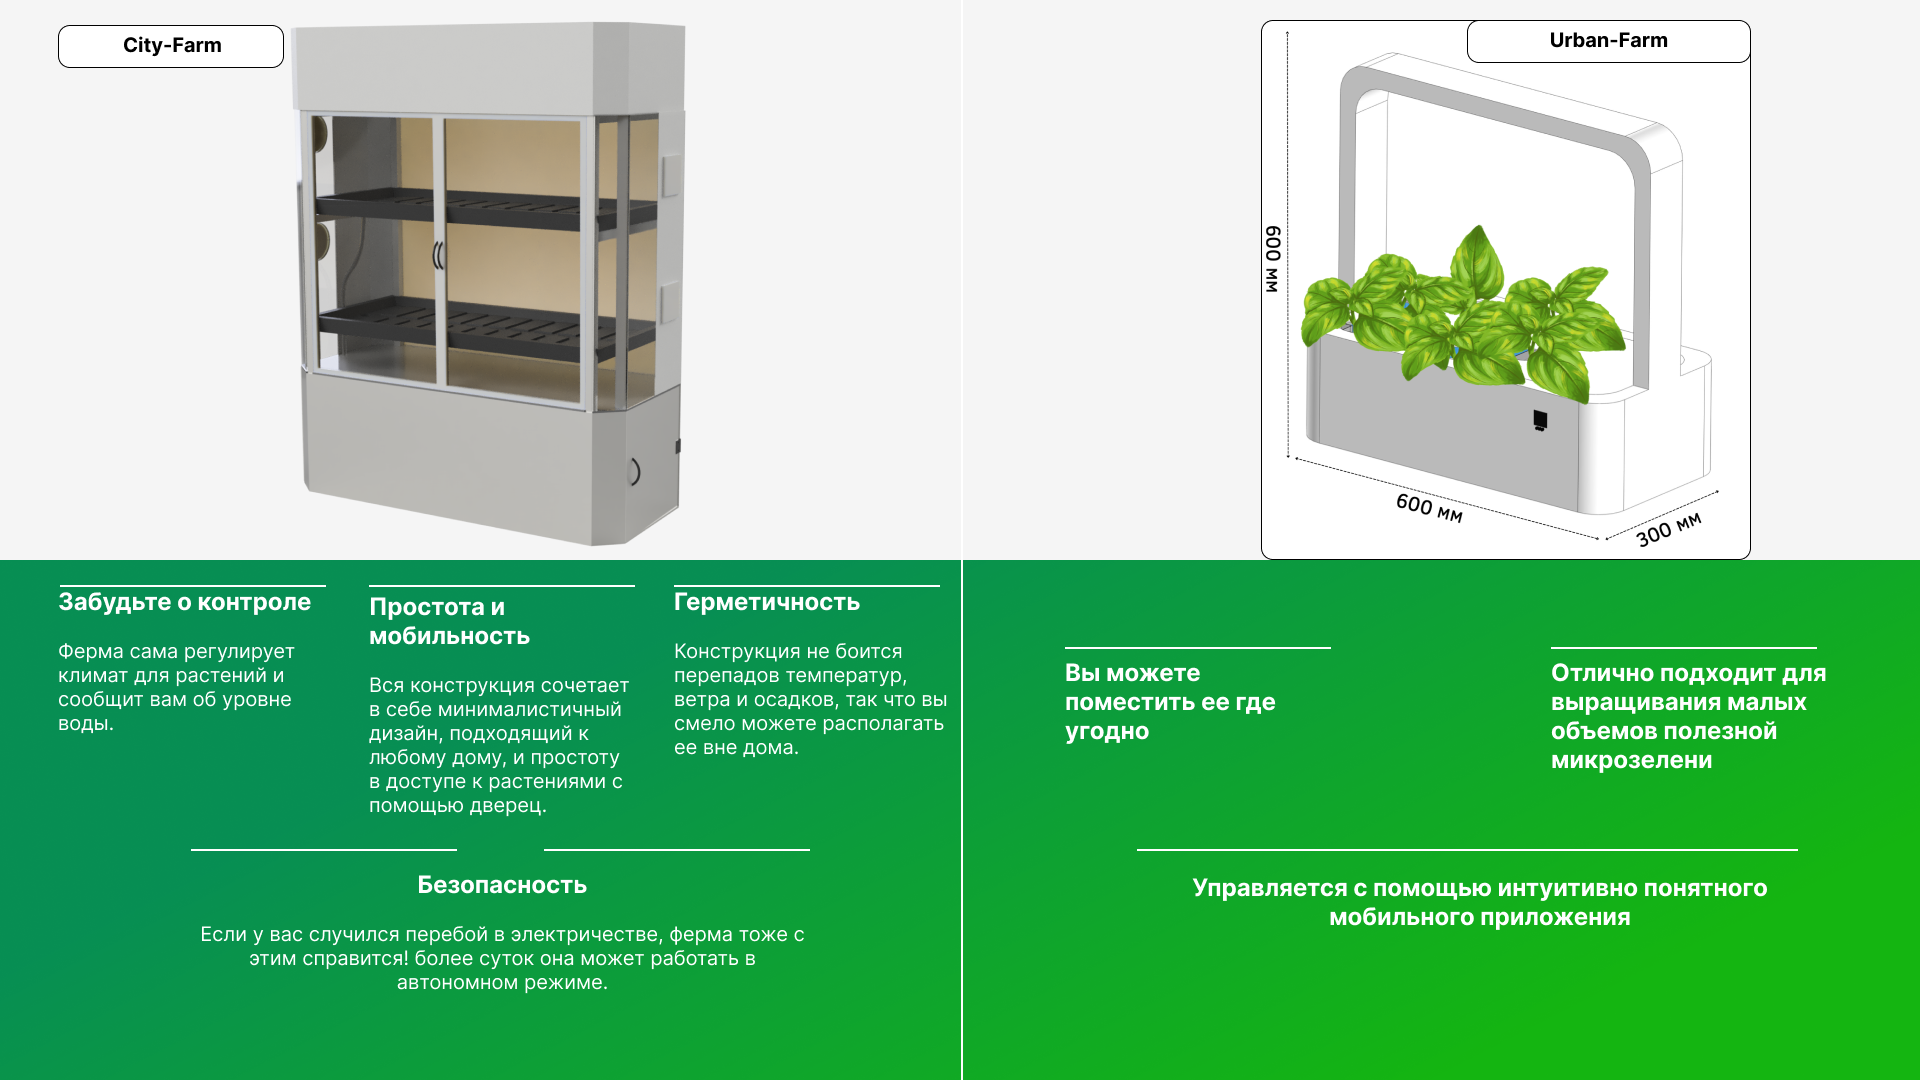 City-Farm
Urban-Farm
600 мм
600 мм
300 мм
Забудьте о контроле
Ферма сама регулирует
климат для растений и
сообщит вам об уровне
воды.
Простота и
мобильность
Вся конструкция сочетает
в себе минималистичный
дизайн, подходящий к
любому дому, и простоту
в доступе к растениями с
помощью дверец.
Герметичность
Конструкция не боится
перепадов температур,
ветра и осадков, так что вы
смело можете располагать
ее вне дома.
Безопасность
Если у вас случился перебой в электричестве, ферма тоже с
этим справится! более суток она может работать в
автономном режиме.
Вы можете
поместить ее где
угодно
Отлично подходит для
выращивания малых
объемов полезной
микрозелени
Управляется с помощью интуитивно понятного
мобильного приложения